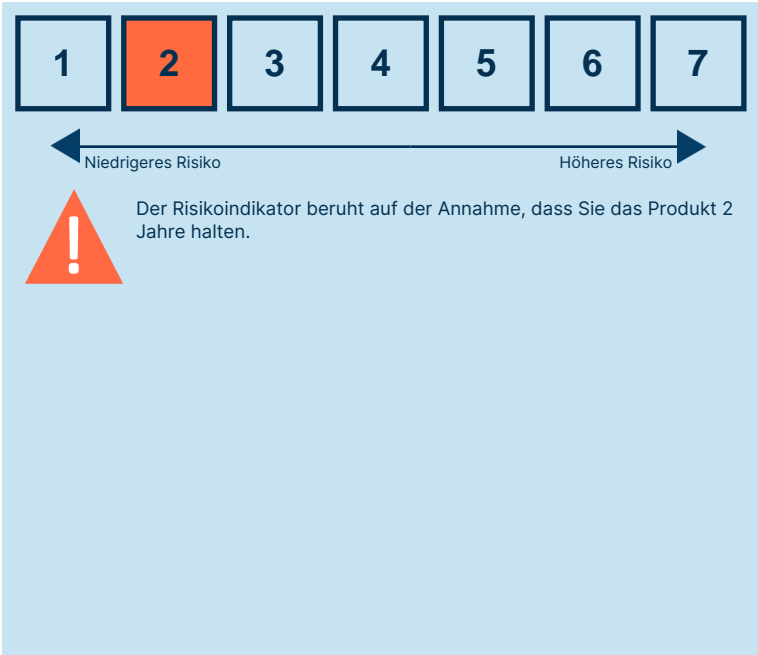 1 2 3 4 5 6 7
Niedrigeres Risiko Höheres Risiko
Der Risikoindikator beruht auf der Annahme, dass Sie das Produkt 2
Jahre halten.